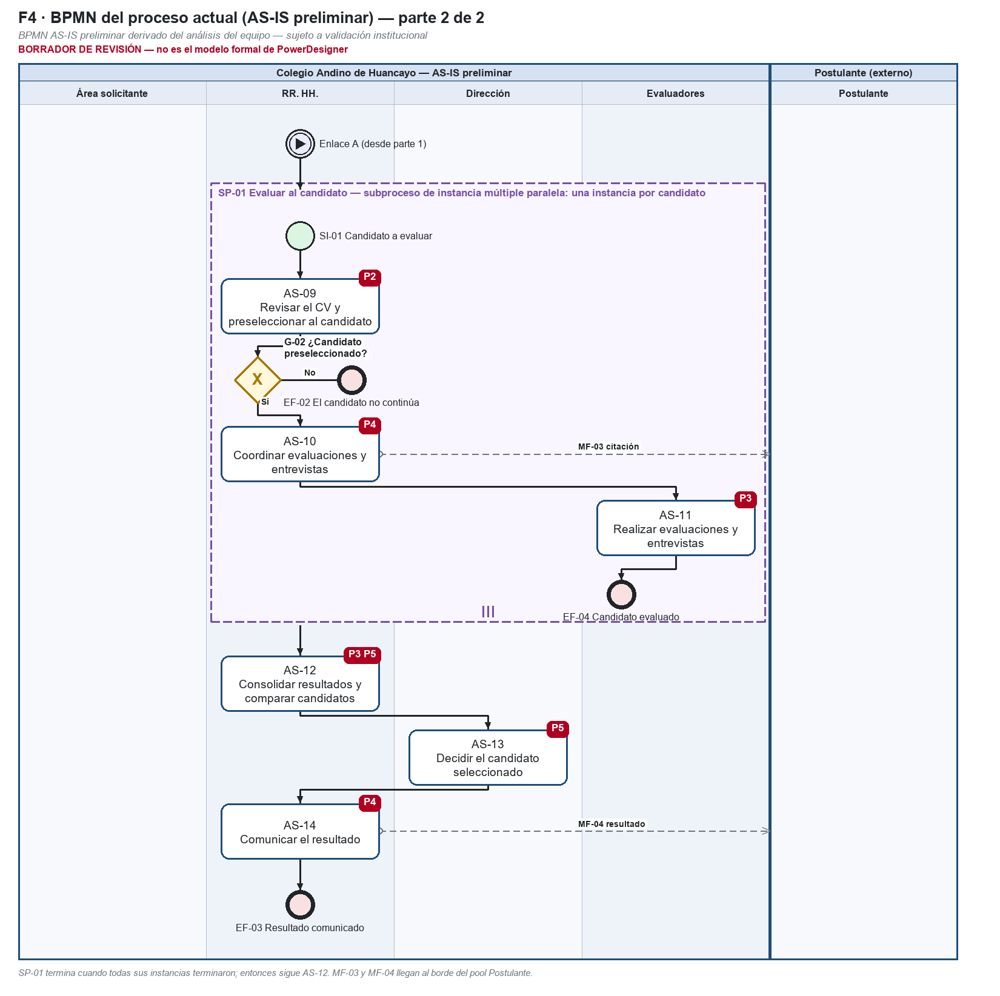 F4 · BPMN del proceso actual (AS-IS preliminar) — parte 2 de 2
BPMN AS-IS preliminar derivado del análisis del equipo — sujeto a validación institucional
BORRADOR DE REVISIÓN — no es el modelo formal de PowerDesigner
Colegio Andino de Huancayo — AS-IS preliminar
Postulante (externo)
Área solicitante
RR. HH.
Dirección
Evaluadores
Postulante
Enlace A (desde parte 1)
SP-01 Evaluar al candidato — subproceso de instancia múltiple paralela: una instancia por candidato
SI-01 Candidato a evaluar
P2
AS-09
Revisar el CV y
preseleccionar al candidato
G-02 ¿Candidato
preseleccionado?
X
No
Sí
EF-02 El candidato no continúa
P4
AS-10
Coordinar evaluaciones y
entrevistas
MF-03 citación
P3
AS-11
Realizar evaluaciones y
entrevistas
EF-04 Candidato evaluado
P3 P5
AS-12
Consolidar resultados y
comparar candidatos
P5
AS-13
Decidir el candidato
seleccionado
P4
AS-14
Comunicar el resultado
MF-04 resultado
EF-03 Resultado comunicado
SP-01 termina cuando todas sus instancias terminaron; entonces sigue AS-12. MF-03 y MF-04 llegan al borde del pool Postulante.